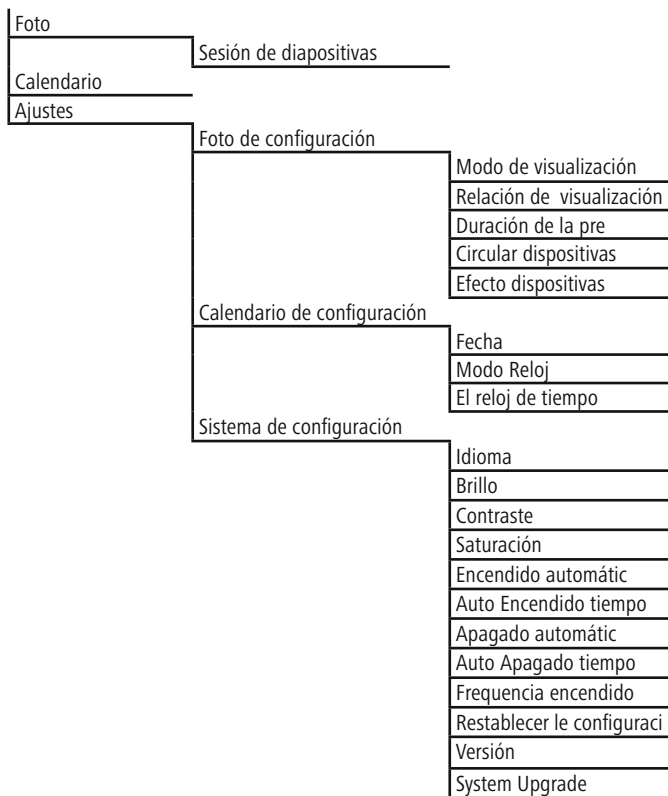 Foto
Sesión de diapositivas
Calendario
Ajustes
Foto de configuración
Modo de visualización
Relación de visualización
Duración de la pre
Circular dispositivas
Efecto dispositivas
Calendario de configuración
Fecha
Modo Reloj
El reloj de tiempo
Sistema de configuración
Idioma
Brillo
Contraste
Saturación
Encendido automátic
Auto Encendido tiempo
Apagado automátic
Auto Apagado tiempo
Frequencia encendido
Restablecer le configuraci
Versión
System Upgrade